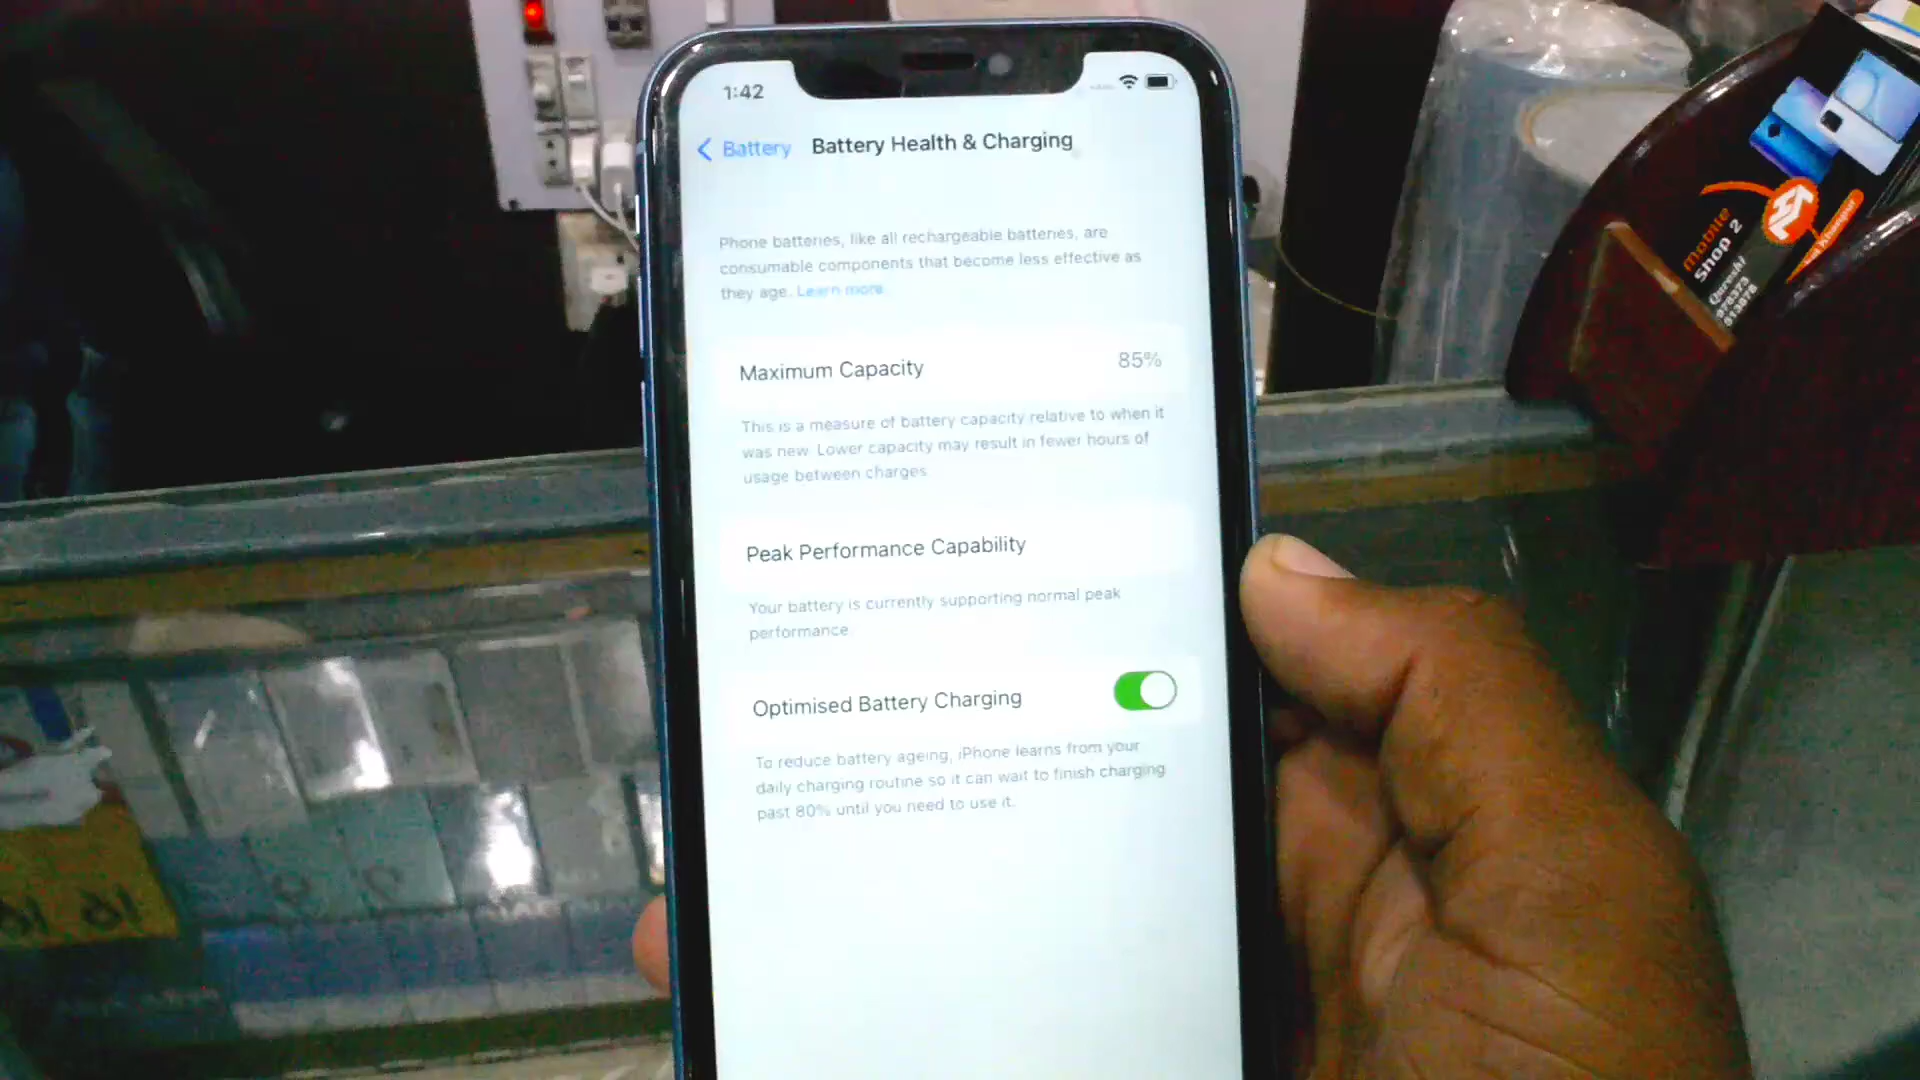 1:42
Battery
Battery Health & Charging
Phone batteries, like all rechargeable batteries, are
consumable components that become less effective as
they age. Learn more.
Maximum Capacity 85%
This is a measure of battery capacity relative to when it
was new. Lower capacity may result in fewer hours of
usage between charges.
Peak Performance Capability
Your battery is currently supporting normal peak
performance.
Optimised Battery Charging
To reduce battery ageing, iPhone learns from your
daily charging routine so it can wait to finish charging
past 80% until you need to use it.
mobile
Shop 2
Qureshi